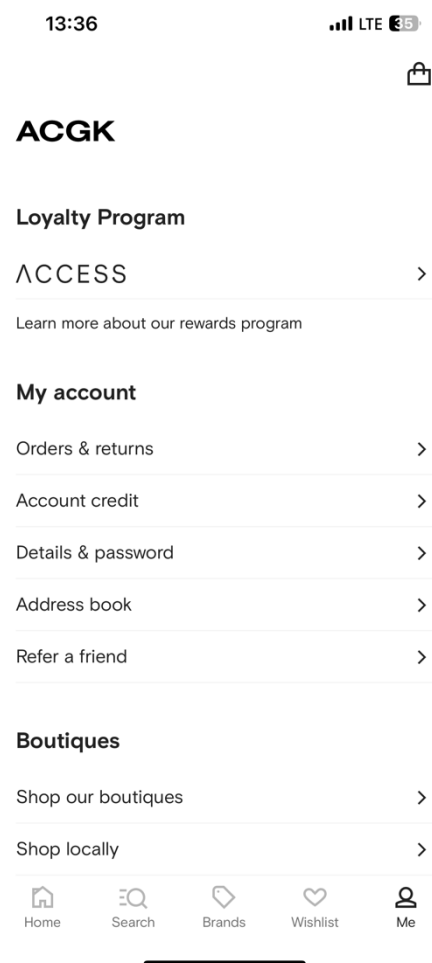 13:36
LTE 35
ACGK
Loyalty Program
ACCESS
Learn more about our rewards program
My account
Orders & returns
Account credit
Details & password
Address book
Refer a friend
Boutiques
Shop our boutiques
Shop locally
Home Search Brands Wishlist Me